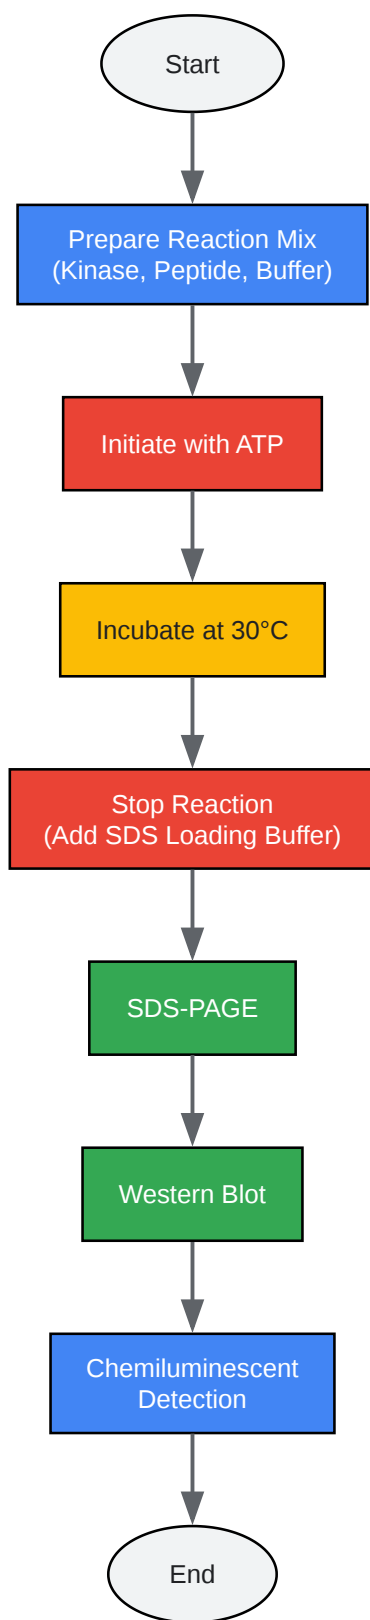 Start
Prepare Reaction Mix
(Kinase, Peptide, Buffer)
Initiate with ATP
Incubate at 30°C
Stop Reaction
(Add SDS Loading Buffer)
SDS-PAGE
Western Blot
Chemiluminescent
Detection
End